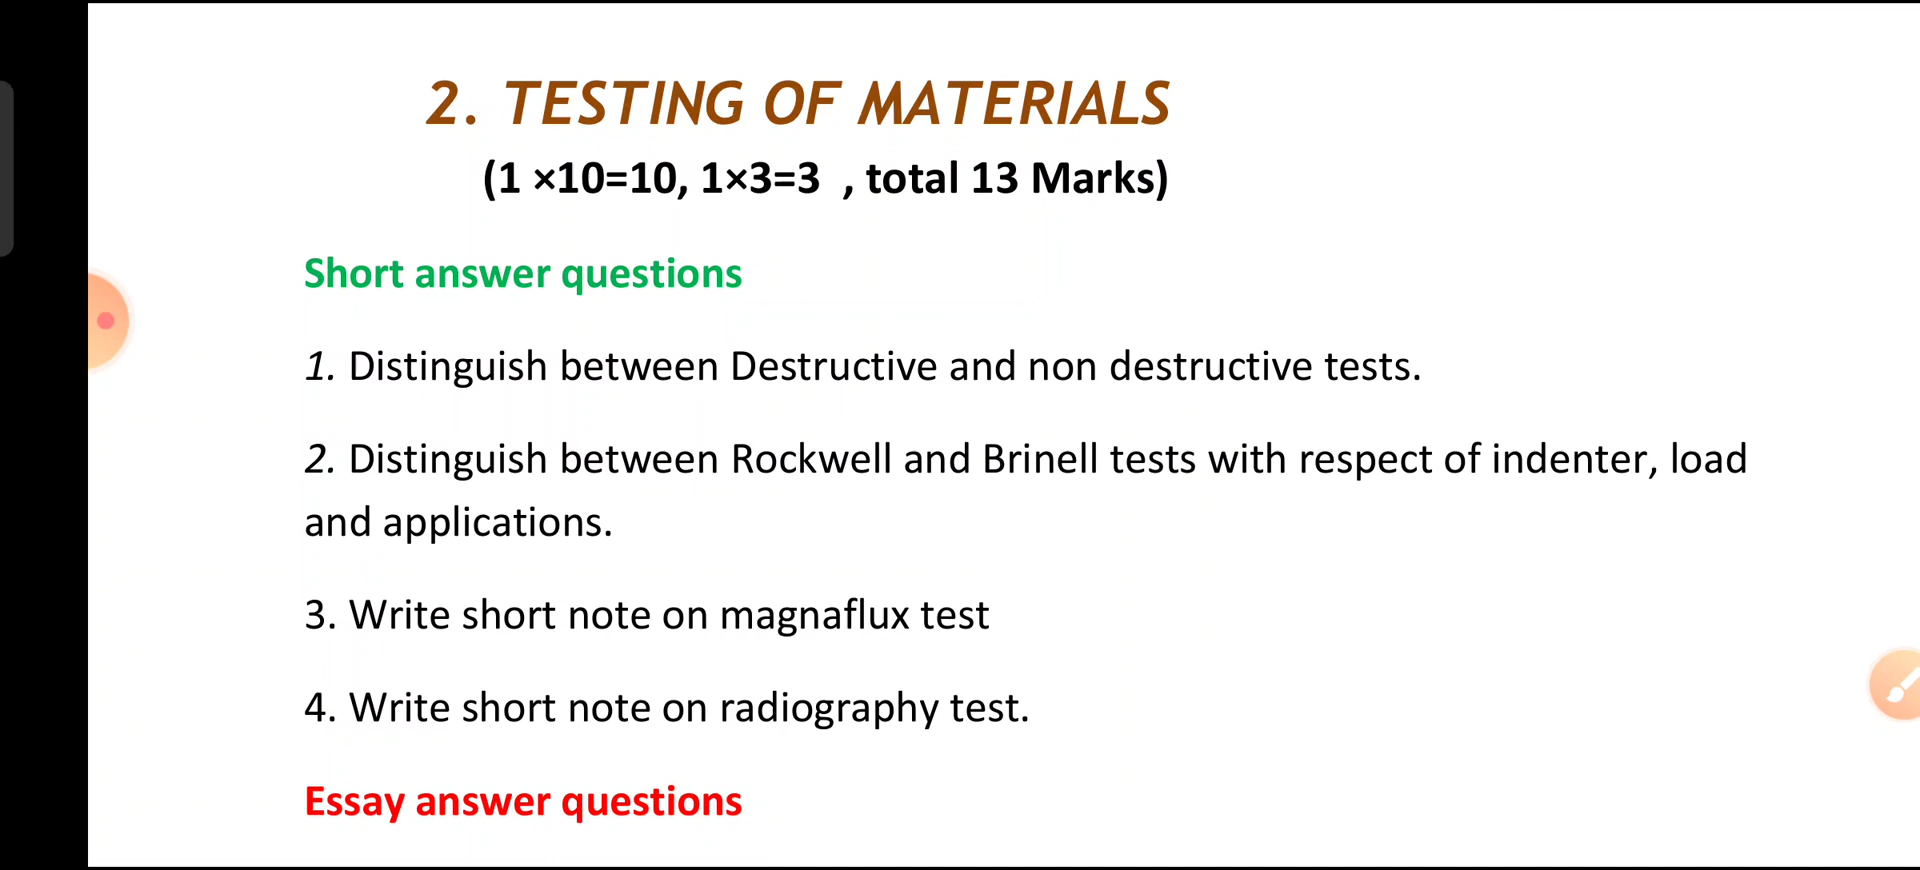 2. TESTING OF MATERIALS
(1 ×10=10, 1×3=3 , total 13 Marks)
Short answer questions
1. Distinguish between Destructive and non destructive tests.
2. Distinguish between Rockwell and Brinell tests with respect of indenter, load
and applications.
3. Write short note on magnaflux test
4. Write short note on radiography test.
Essay answer questions